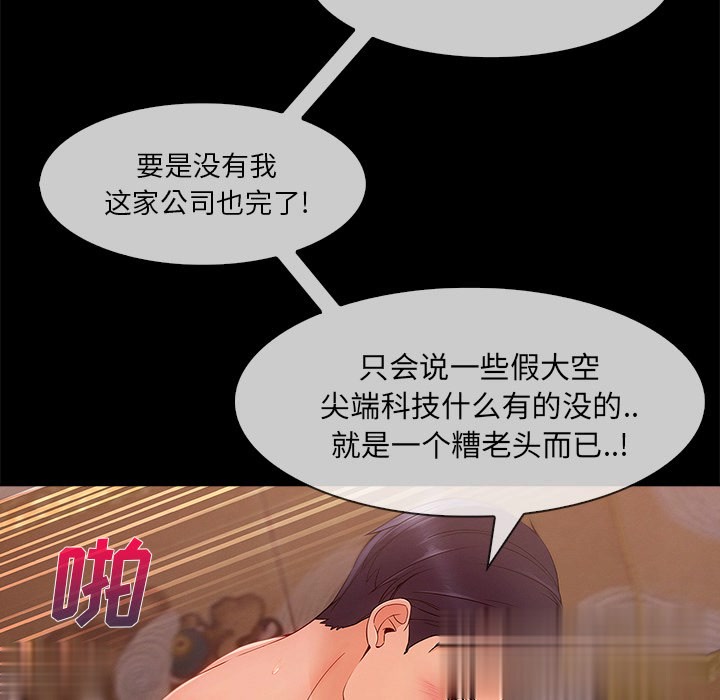 要是没有我
这家公司也完了!
只会说一些假大空
尖端科技什么有的没的..
就是一个糟老头而已..!
啪